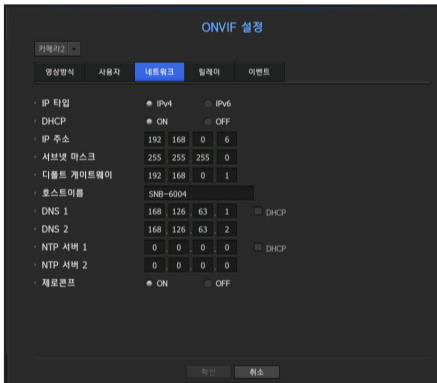 ONVIF 설정
카메라2
영상방식 사용자 네트워크 릴레이 이벤트
IP 타입 IPv4 IPv6
DHCP ON OFF
IP 주소 192 . 168 . 0 . 6
서브넷 마스크 255 . 255 . 255 . 0
디폴트 게이트웨이 192 . 168 . 0 . 1
호스트이름 SNB-6004
DNS 1 168 . 126 . 63 . 1 DHCP
DNS 2 168 . 126 . 63 . 2
NTP 서버 1 0 . 0 . 0 . 0 DHCP
NTP 서버 2 0 . 0 . 0 . 0
제로콘프 ON OFF
확인 취소